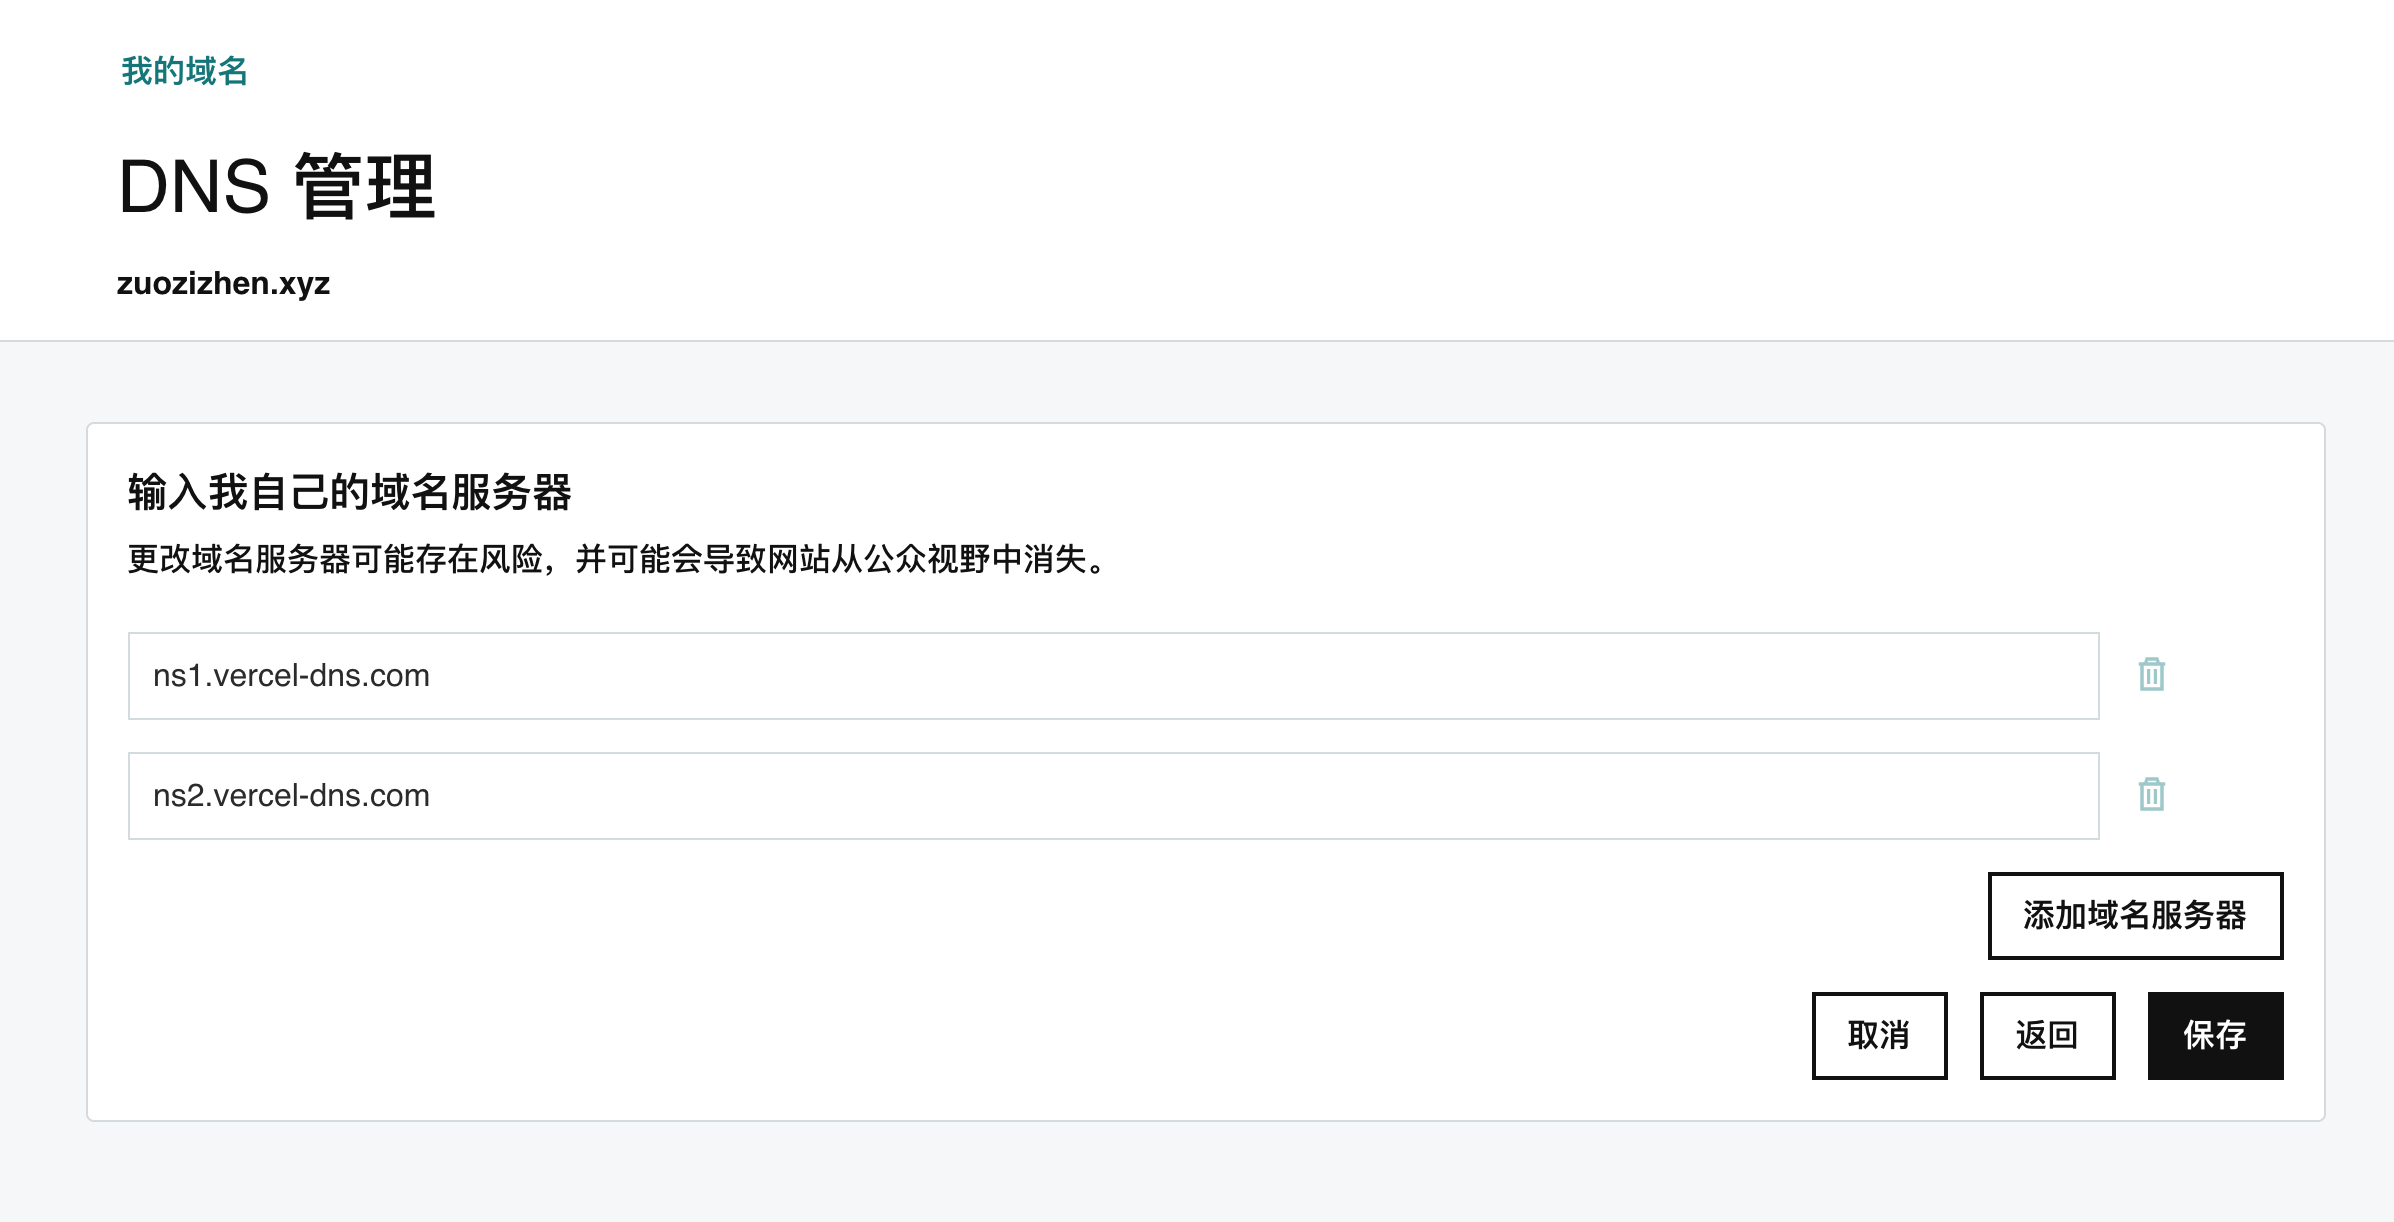 我的域名
DNS 管理
zuozizhen.xyz
输入我自己的域名服务器
更改域名服务器可能存在风险，并可能会导致网站从公众视野中消失。
ns1.vercel-dns.com
ns2.vercel-dns.com
添加域名服务器
取消 返回 保存